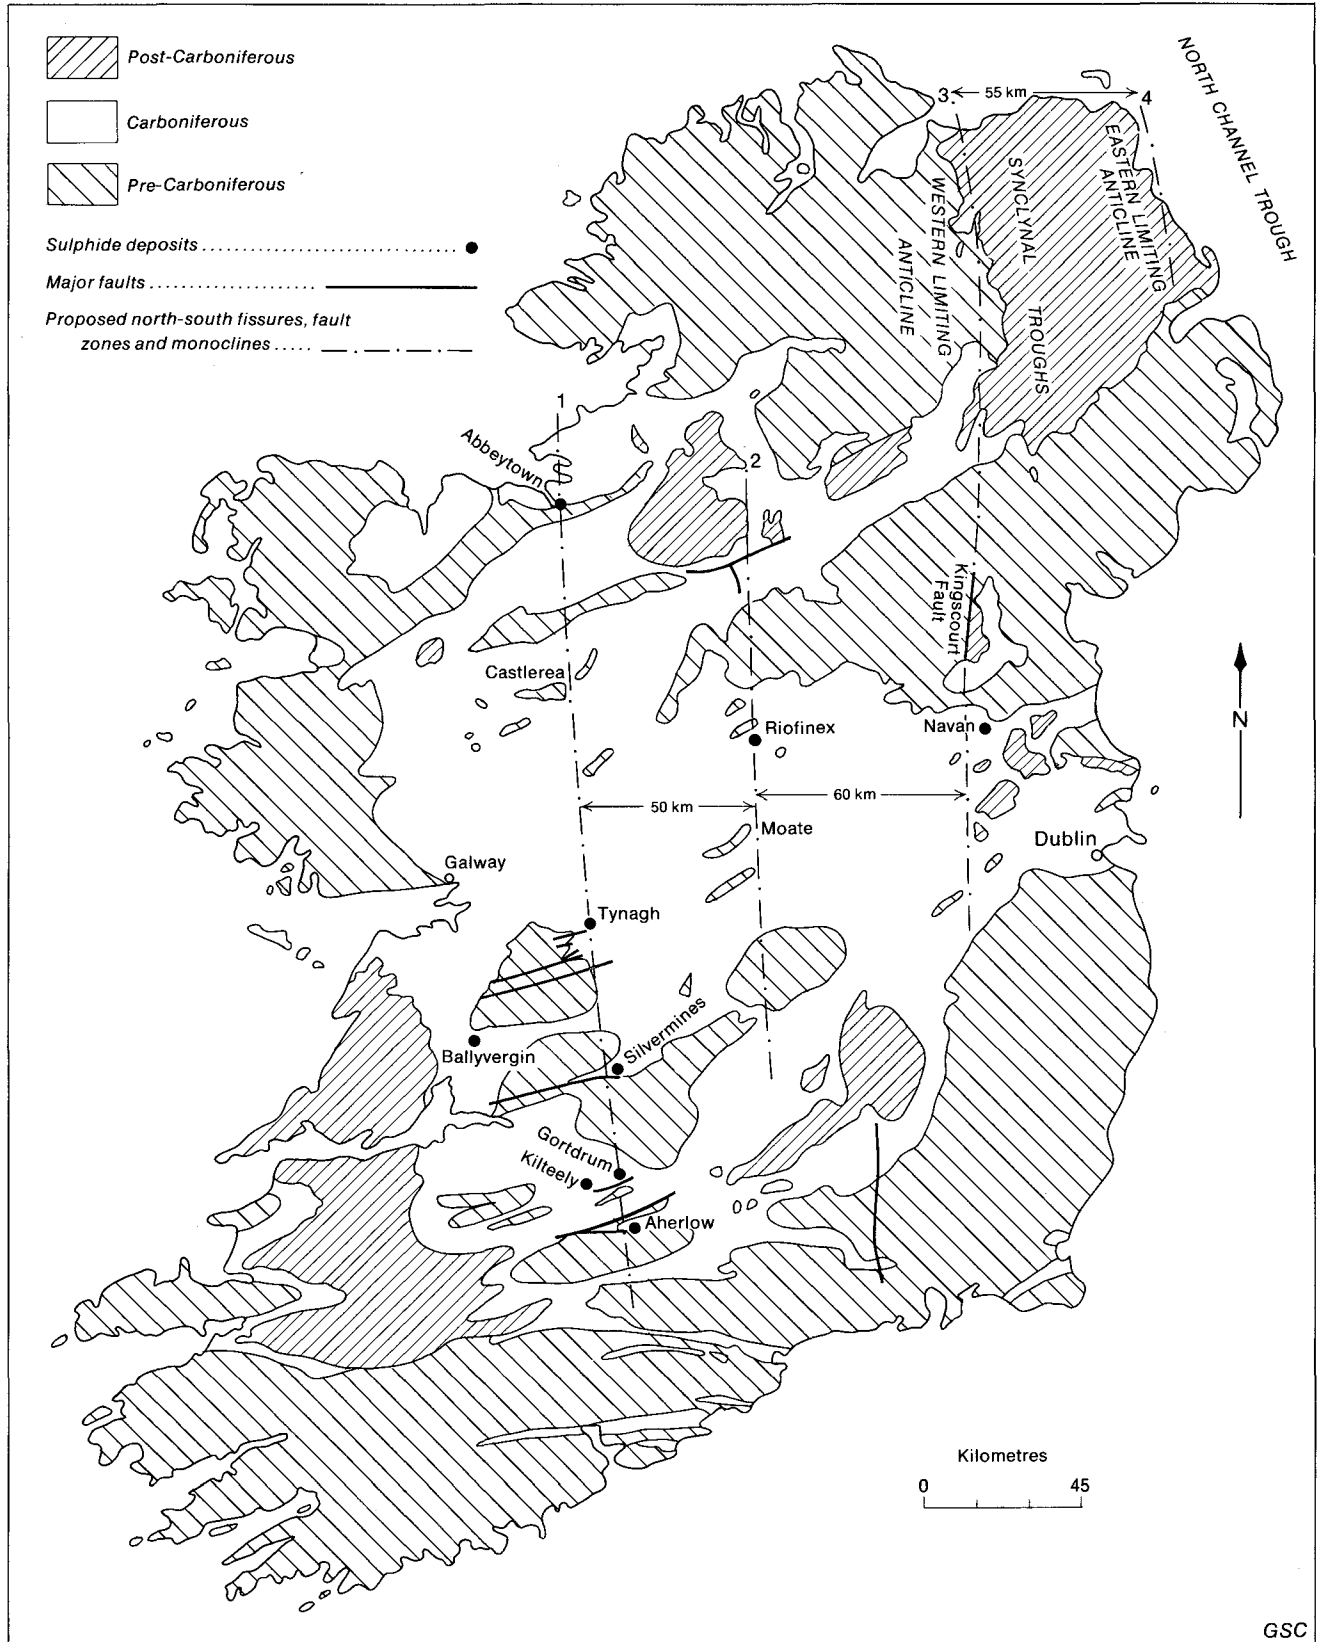 Post-Carboniferous
Carboniferous
Pre-Carboniferous
Sulphide deposits
Major faults
Proposed north-south fissures, fault
zones and monoclines
NORTH CHANNEL TROUGH
3
55 km
4
EASTERN LIMITING
ANTICLINE
SYNCLYNAL
TROUGHS
WESTERN LIMITING
ANTICLINE
1
Abbeytown
2
Kingscourt
Fault
Castlerea
Riofinex
Navan
N
50 km
60 km
Moate
Dublin
Galway
Tynagh
Silvermines
Ballyvergin
Gortdrum
Kilteely
Aherlow
Kilometres
0 45
GSC